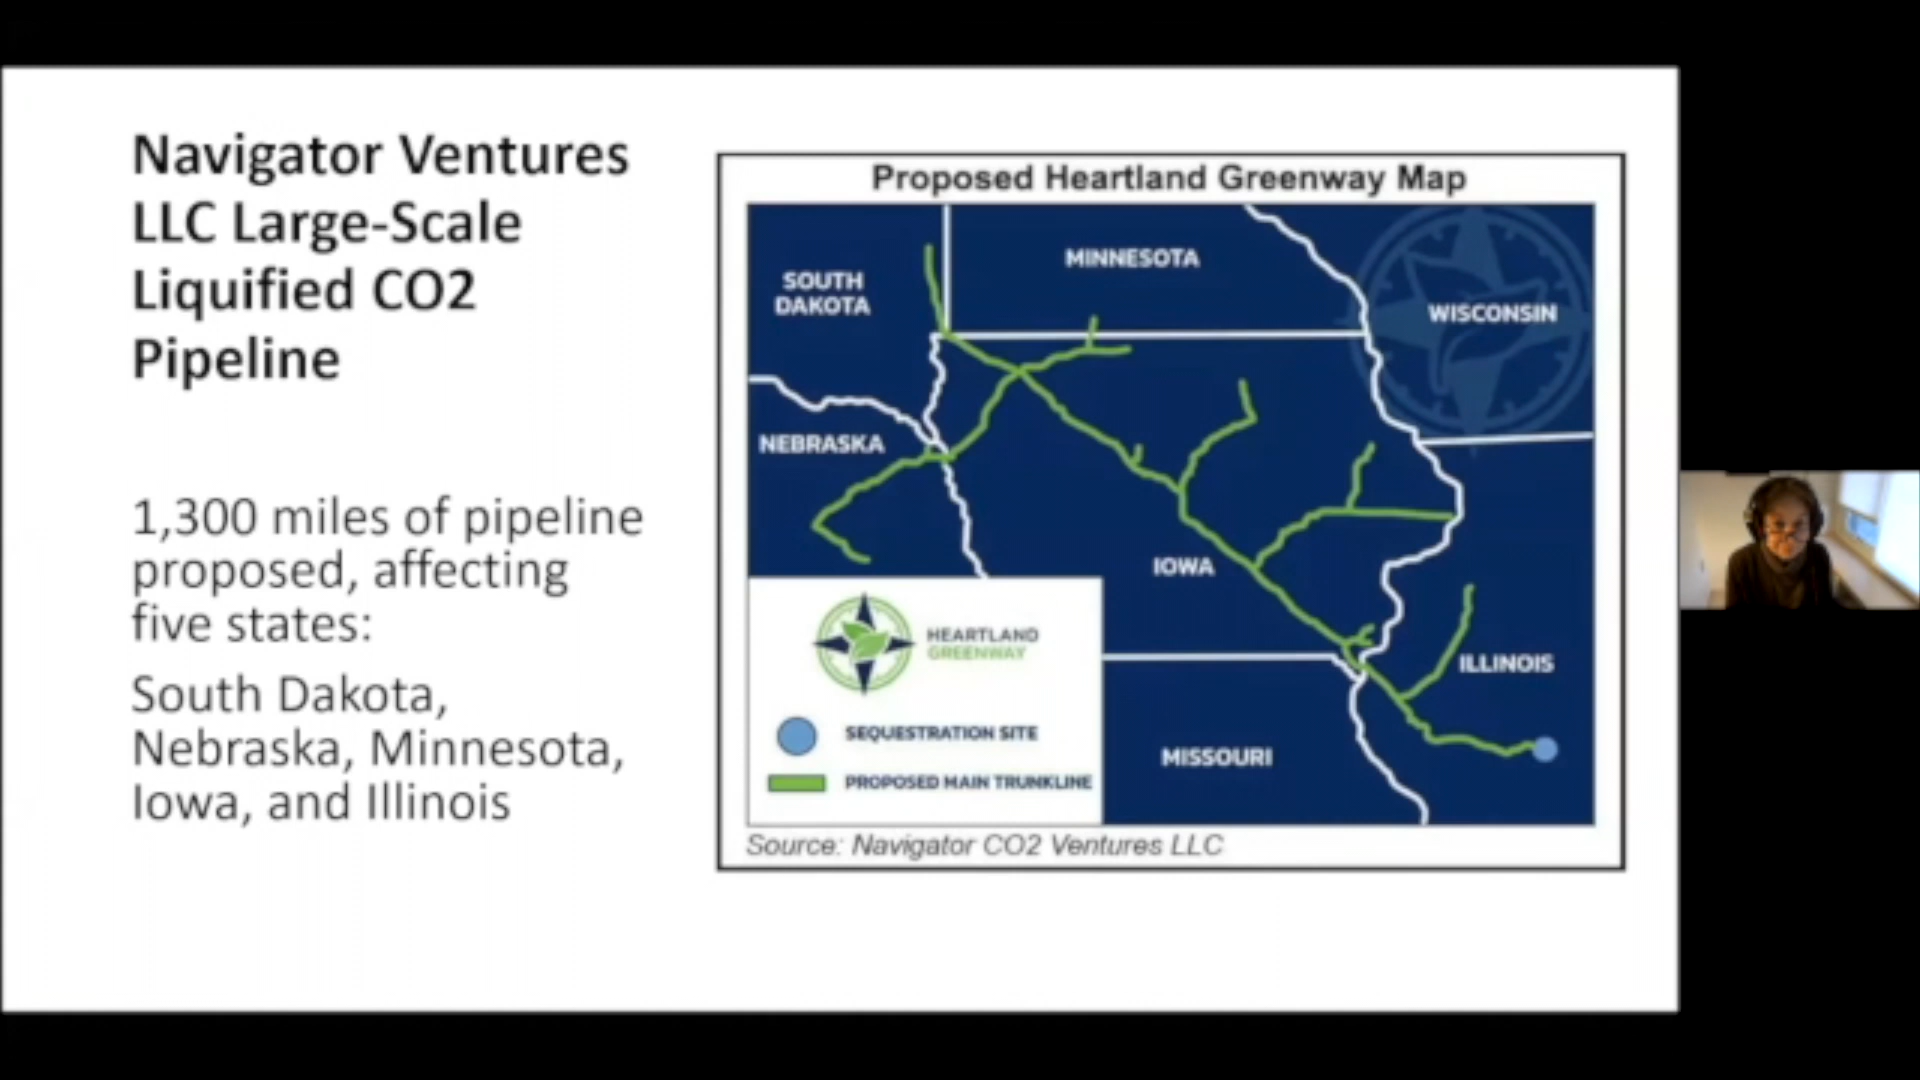 Navigator Ventures
LLC Large-Scale
Liquified CO2
Pipeline
1,300 miles of pipeline
proposed, affecting
five states:
South Dakota,
Nebraska, Minnesota,
Iowa, and Illinois
Proposed Heartland Greenway Map
SOUTH
DAKOTA
MINNESOTA
WISCONSIN
NEBRASKA
IOWA
ILLINOIS
MISSOURI
HEARTLAND
GREENWAY
SEQUESTRATION SITE
PROPOSED MAIN TRUNKLINE
Source: Navigator CO2 Ventures LLC